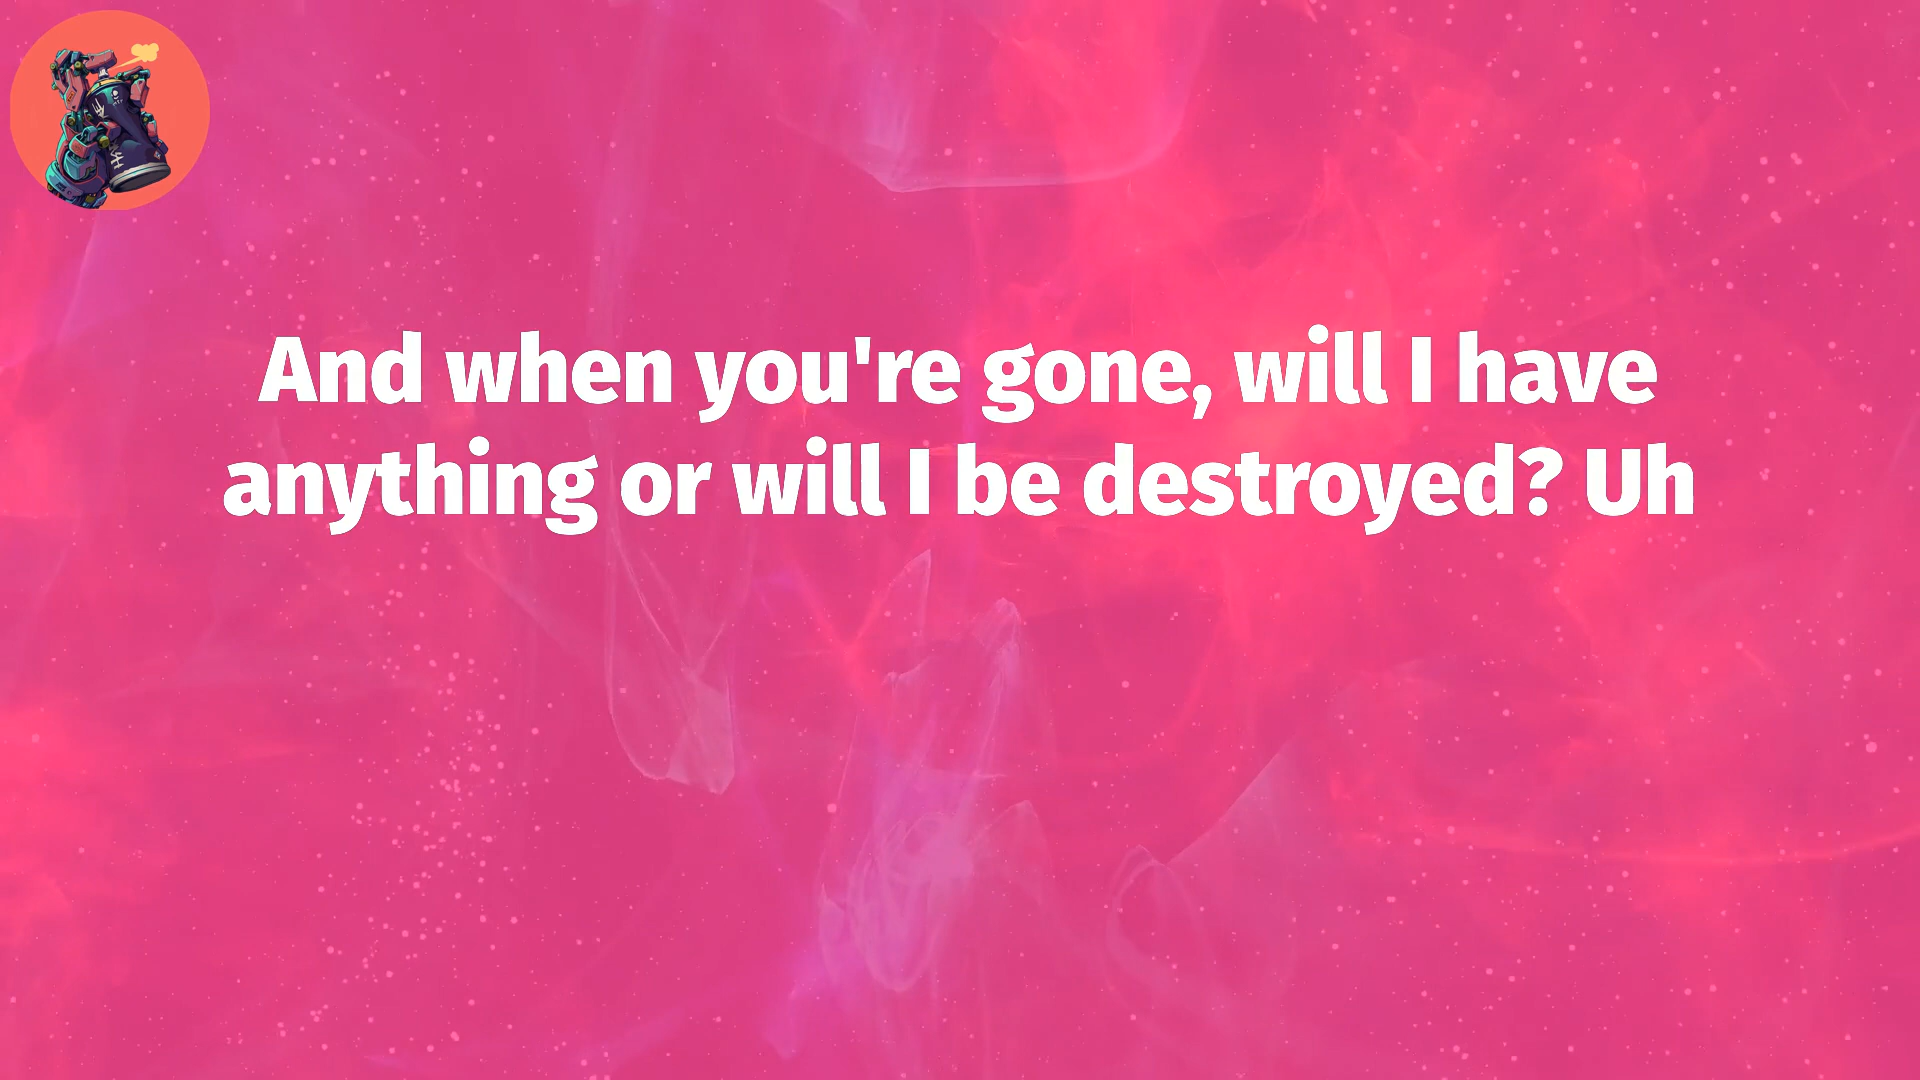 And when you're gone, will I have
anything or will I be destroyed? Uh